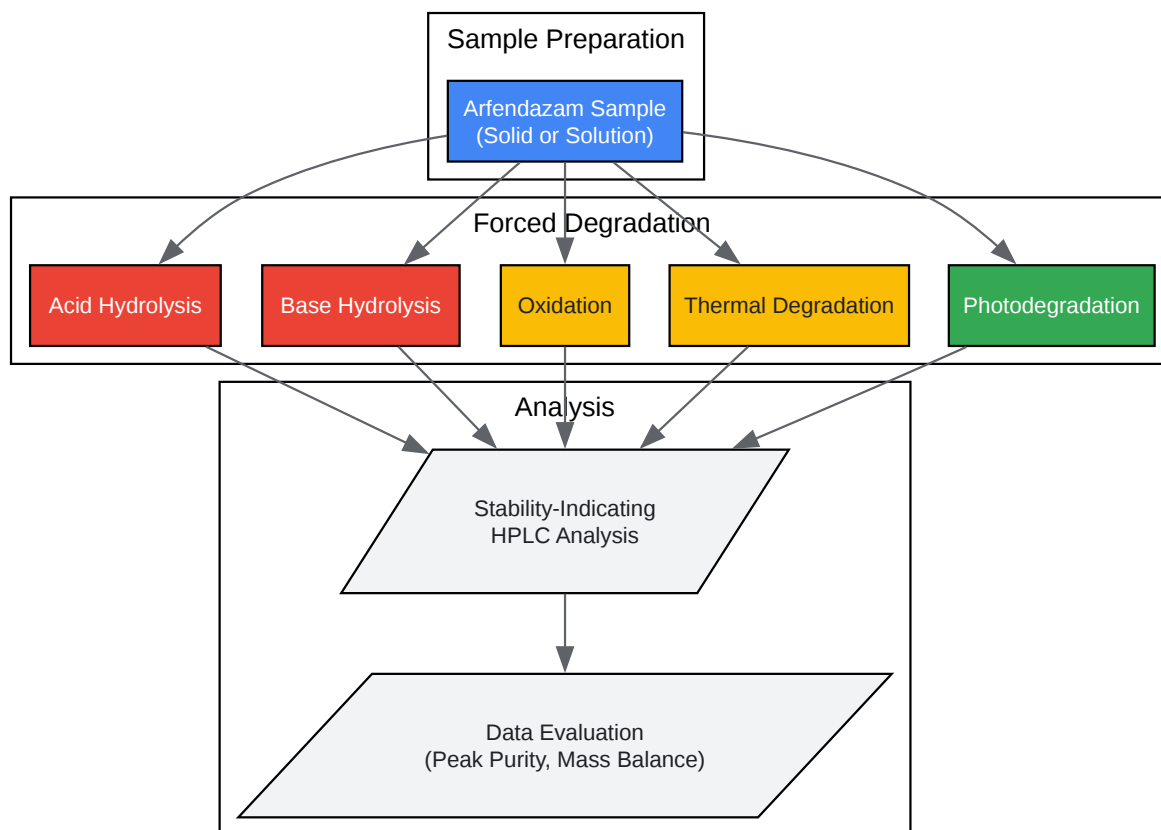 Sample Preparation
Arfendazam Sample
(Solid or Solution)
Forced Degradation
Acid Hydrolysis
Base Hydrolysis
Oxidation
Thermal Degradation
Photodegradation
Analysis
Stability-Indicating
HPLC Analysis
Data Evaluation
(Peak Purity, Mass Balance)